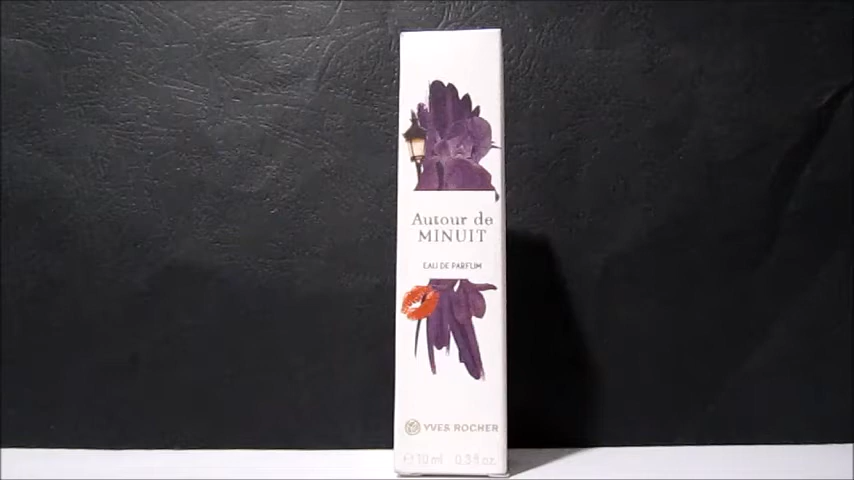 Autour de
MINUIT
EAU DE PARFUM
YVES ROCHER
℮ 10 ml 0.3 fl.oz.